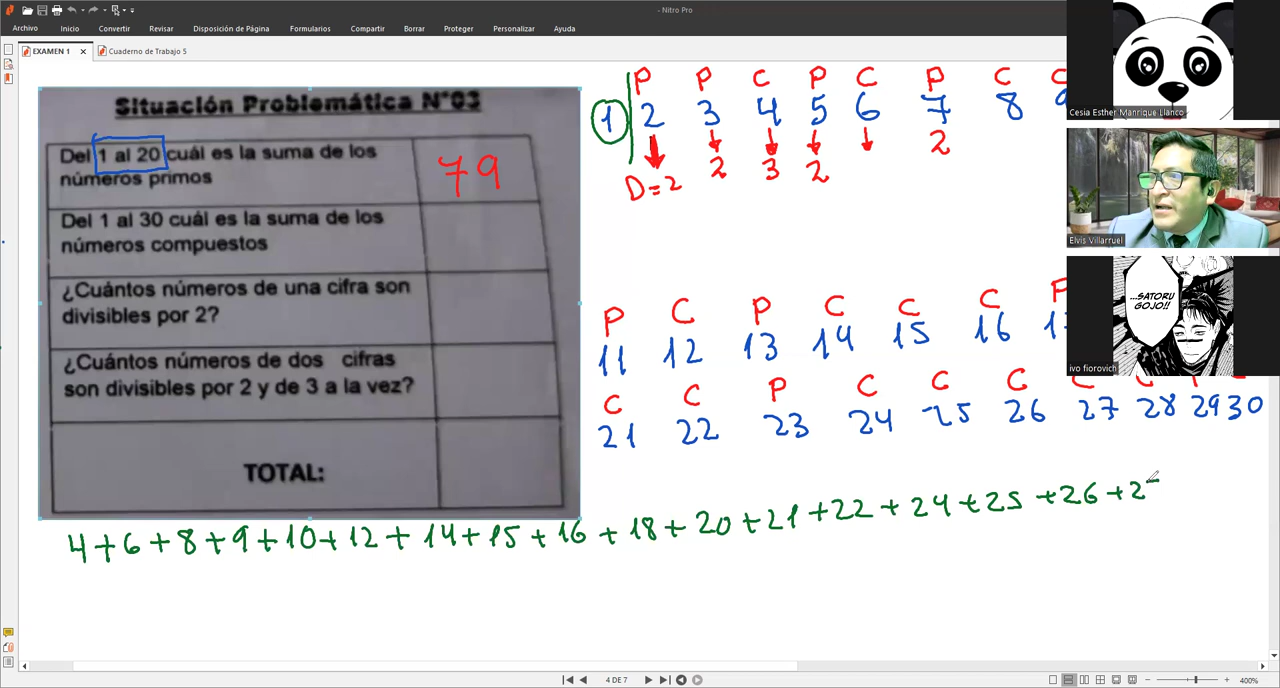 - Nitro Pro
Archivo Inicio Convertir Revisar Disposición de Página Formularios Compartir Borrar Proteger Personalizar Ayuda
EXAMEN 1 × Cuaderno de Trabajo 5
Situación Problemática N°03
Del 1 al 20 cuál es la suma de los
números primos
79
Del 1 al 30 cuál es la suma de los
números compuestos
¿Cuántos números de una cifra son
divisibles por 2?
¿Cuántos números de dos cifras
son divisibles por 2 y de 3 a la vez?
TOTAL:
P P C P C P C
1 2 3 4 5 6 7 8
D=2 2 3 2 2
P C P C C C P
11 12 13 14 15 16
C C P C C C
21 22 23 24 25 26 27 28 29 30
4+6+8+9+10+12+14+15+16+18+20+21+22+24+25+26+2
Cesia Esther Manrique Llanco
Elvis Villarruel
...SATORU
GOJO!!
ivo fiorovich
4 DE 7
400%